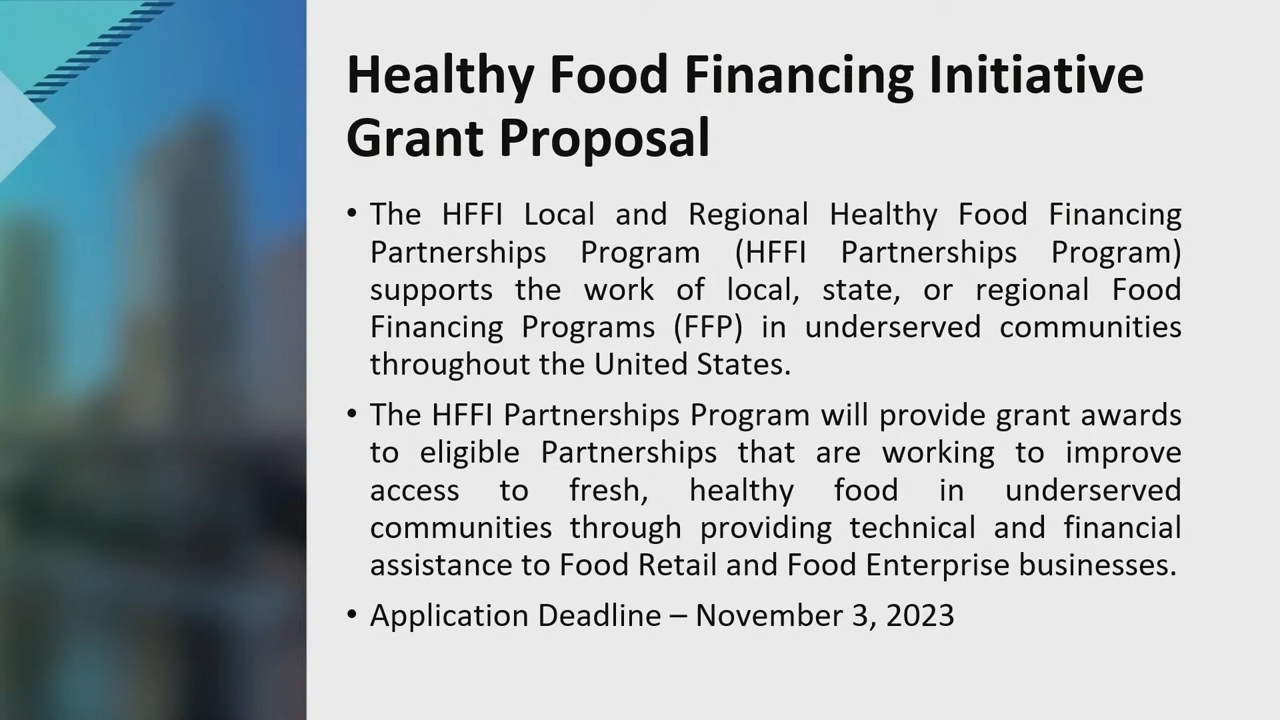 Healthy Food Financing Initiative
Grant Proposal
• The HFFI Local and Regional Healthy Food Financing
Partnerships Program (HFFI Partnerships Program)
supports the work of local, state, or regional Food
Financing Programs (FFP) in underserved communities
throughout the United States.
• The HFFI Partnerships Program will provide grant awards
to eligible Partnerships that are working to improve
access to fresh, healthy food in underserved
communities through providing technical and financial
assistance to Food Retail and Food Enterprise businesses.
• Application Deadline – November 3, 2023